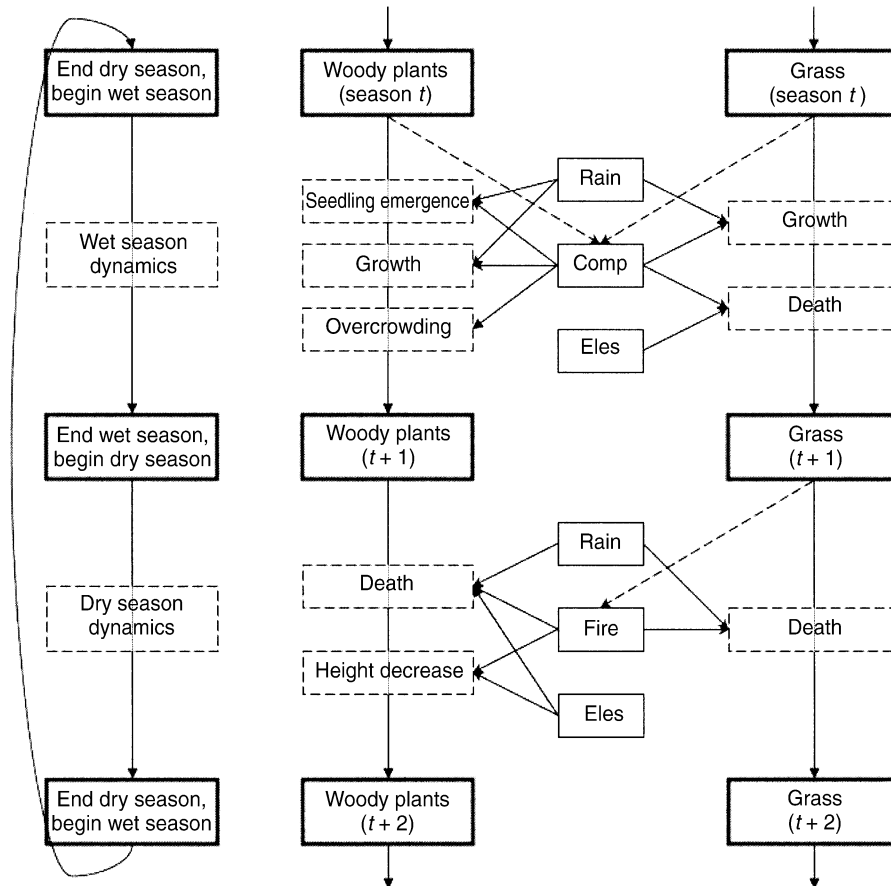 End dry season,
begin wet season
Woody plants
(season t)
Grass
(season t)
Rain
Seedling emergence
Growth
Wet season
dynamics
Growth
Comp
Death
Overcrowding
Eles
End wet season,
begin dry season
Woody plants
(t + 1)
Grass
(t + 1)
Rain
Death
Dry season
dynamics
Fire
Death
Height decrease
Eles
End dry season,
begin wet season
Woody plants
(t + 2)
Grass
(t + 2)